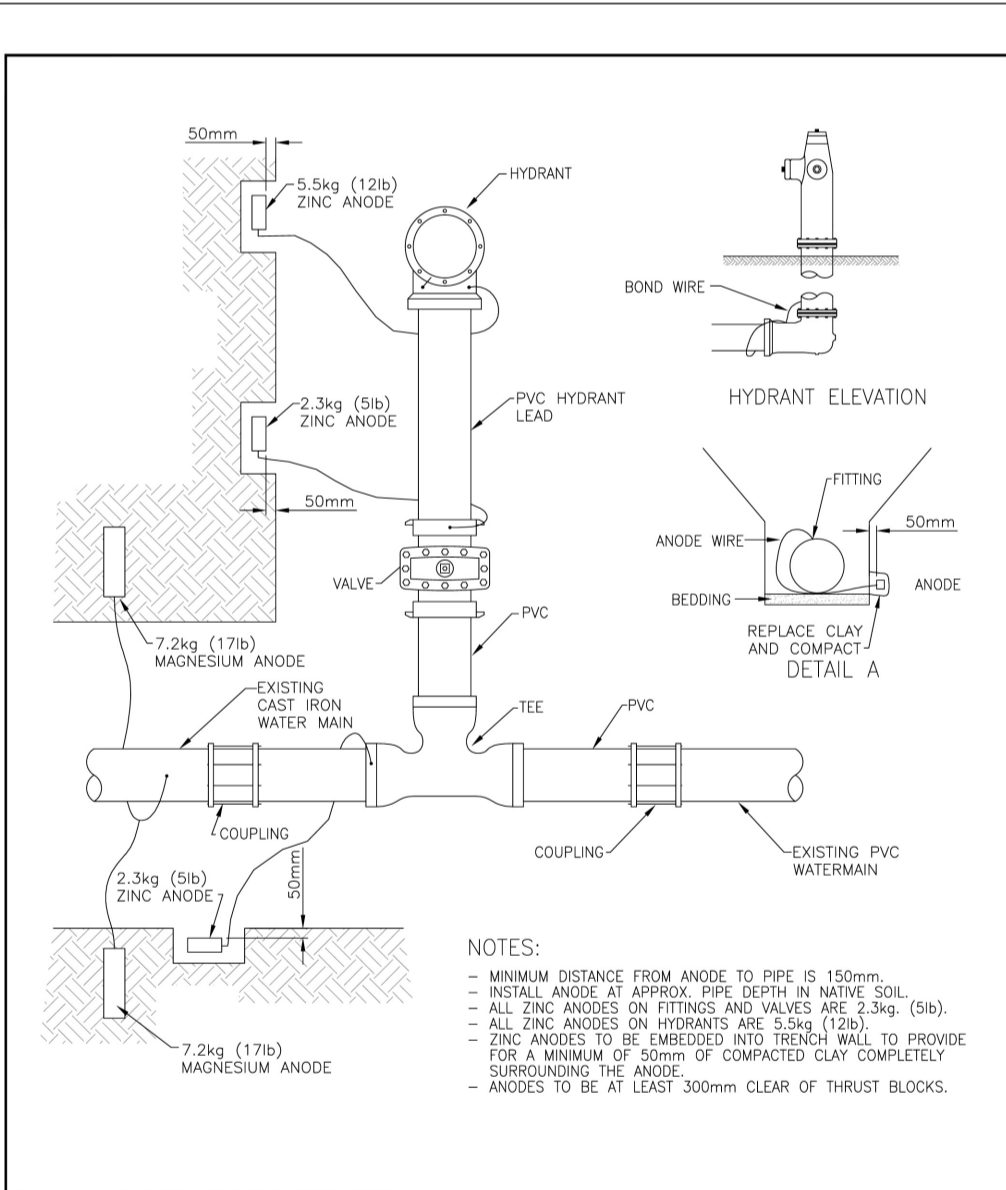 50mm
5.5kg (12lb)
ZINC ANODE
HYDRANT
BOND WIRE
HYDRANT ELEVATION
2.3kg (5lb)
ZINC ANODE
PVC HYDRANT
LEAD
50mm
FITTING
50mm
ANODE WIRE
ANODE
VALVE
BEDDING
PVC
REPLACE CLAY
AND COMPACT
DETAIL A
7.2kg (17lb)
MAGNESIUM ANODE
EXISTING
CAST IRON
WATER MAIN
TEE
PVC
COUPLING
COUPLING
EXISTING PVC
WATERMAIN
2.3kg (5lb)
ZINC ANODE
50mm
7.2kg (17lb)
MAGNESIUM ANODE
NOTES:
– MINIMUM DISTANCE FROM ANODE TO PIPE IS 150mm.
– INSTALL ANODE AT APPROX. PIPE DEPTH IN NATIVE SOIL.
– ALL ZINC ANODES ON FITTINGS AND VALVES ARE 2.3kg. (5lb).
– ALL ZINC ANODES ON HYDRANTS ARE 5.5kg (12lb).
– ZINC ANODES TO BE EMBEDDED INTO TRENCH WALL TO PROVIDE
FOR A MINIMUM OF 50mm OF COMPACTED CLAY COMPLETELY
SURROUNDING THE ANODE.
– ANODES TO BE AT LEAST 300mm CLEAR OF THRUST BLOCKS.